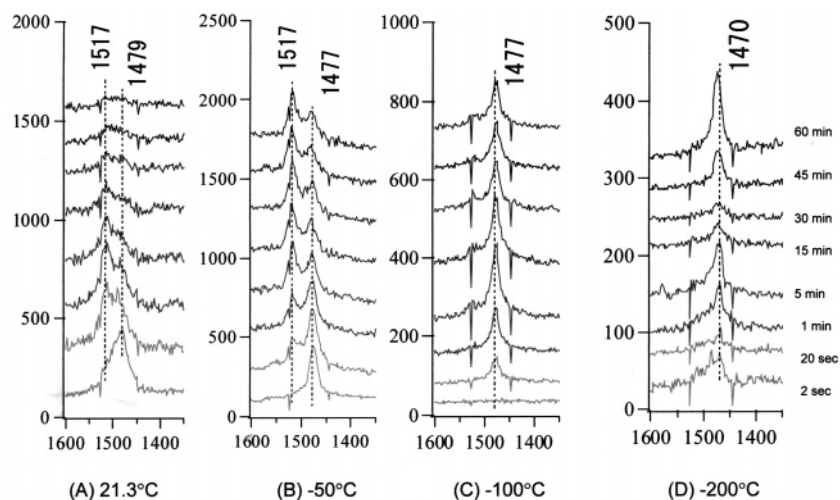 1517
1479
1517
1477
1477
1470
2000
1500
1000
500
0
2500
2000
1500
1000
500
0
1000
800
600
400
200
0
500
400
300
200
100
0
60 min
45 min
30 min
15 min
5 min
1 min
20 sec
2 sec
1600 1500 1400
1600 1500 1400
1600 1500 1400
1600 1500 1400
(A) 21.3°C
(B) -50°C
(C) -100°C
(D) -200°C